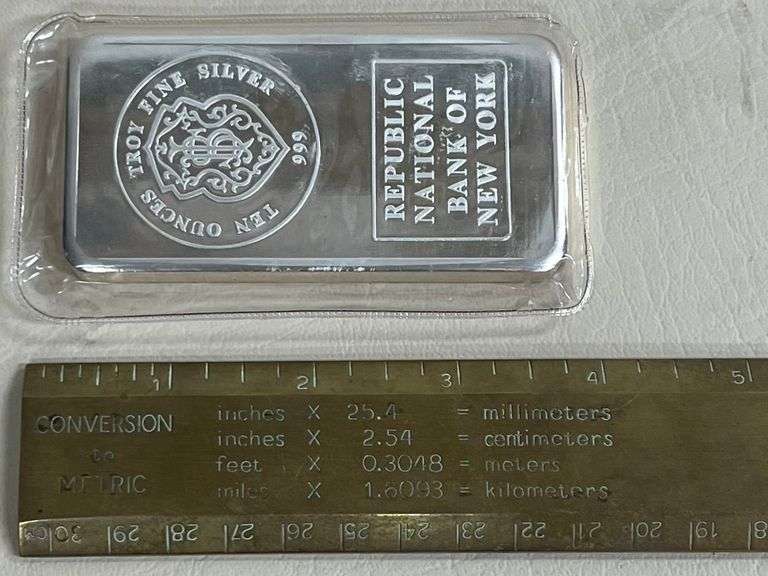 TEN OUNCES TROY FINE SILVER 999
REPUBLIC
NATIONAL
BANK OF
NEW YORK
1 2 3 4 5
CONVERSION
to
METRIC
inches X 25.4 = millimeters
inches X 2.54 = centimeters
feet X 0.3048 = meters
miles X 1.6093 = kilometers
30 29 28 27 26 25 24 23 22 21 20 19 18